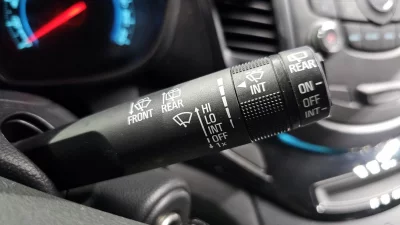 FRONT
REAR
HI
LO
INT
OFF
1x
INT
REAR
ON
OFF
INT